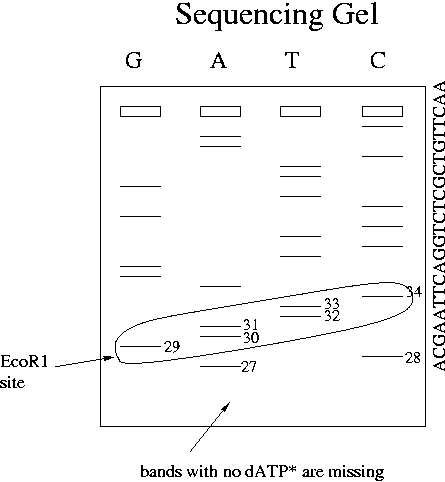 Sequencing Gel
G A T C
ACGAATTCAGGTCTCGCTGTTCAA
34
33
32
31
30
29
28
27
EcoR1
site
bands with no dATP* are missing